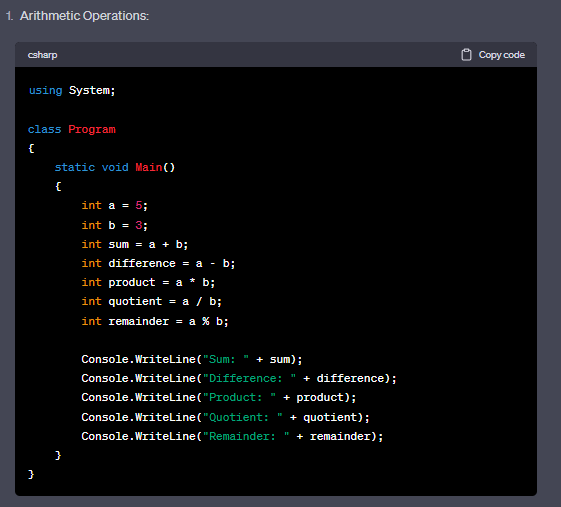 1. Arithmetic Operations:
csharp Copy code
using System;
class Program
{
static void Main()
{
int a = 5;
int b = 3;
int sum = a + b;
int difference = a - b;
int product = a * b;
int quotient = a / b;
int remainder = a % b;
Console.WriteLine("Sum: " + sum);
Console.WriteLine("Difference: " + difference);
Console.WriteLine("Product: " + product);
Console.WriteLine("Quotient: " + quotient);
Console.WriteLine("Remainder: " + remainder);
}
}